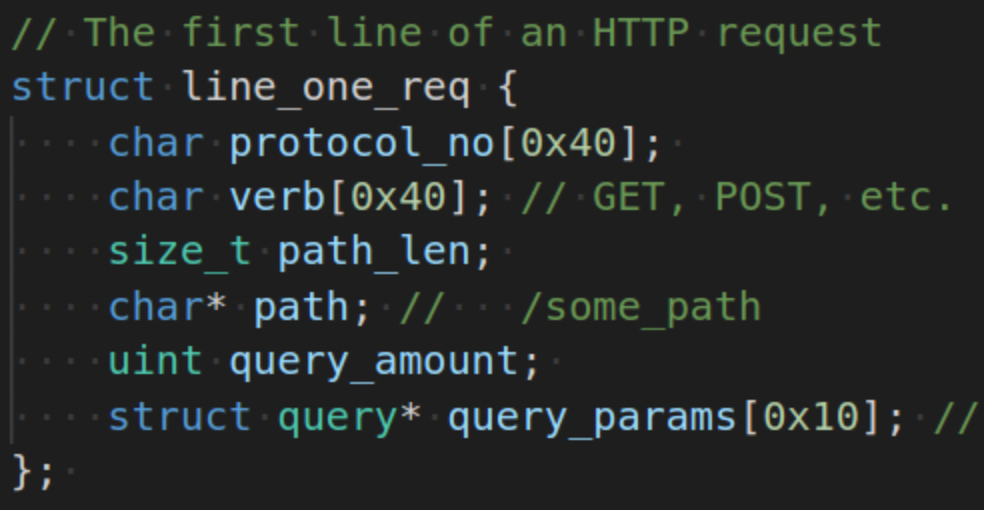 // The first line of an HTTP request
struct line_one_req {
    char protocol_no[0x40];
    char verb[0x40]; // GET, POST, etc.
    size_t path_len;
    char* path; //   /some_path
    uint query_amount;
    struct query* query_params[0x10]; //
};